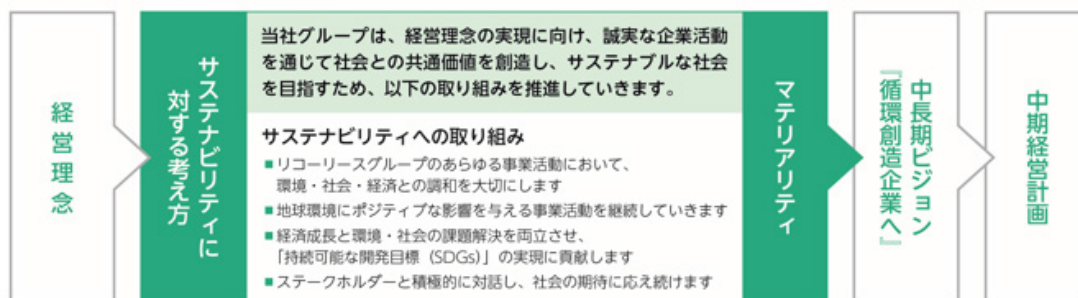 経営理念
サステナビリティに
対する考え方
当社グループは、経営理念の実現に向け、誠実な企業活動
を通じて社会との共通価値を創造し、サステナブルな社会
を目指すため、以下の取り組みを推進していきます。
サステナビリティへの取り組み
■リコーリースグループのあらゆる事業活動において、
環境・社会・経済との調和を大切にします
■地球環境にポジティブな影響を与える事業活動を継続していきます
■経済成長と環境・社会の課題解決を両立させ、
「持続可能な開発目標（SDGs）」の実現に貢献します
■ステークホルダーと積極的に対話し、社会の期待に応え続けます
マテリアリティ
中長期ビジョン
『循環創造企業へ』
中期経営計画